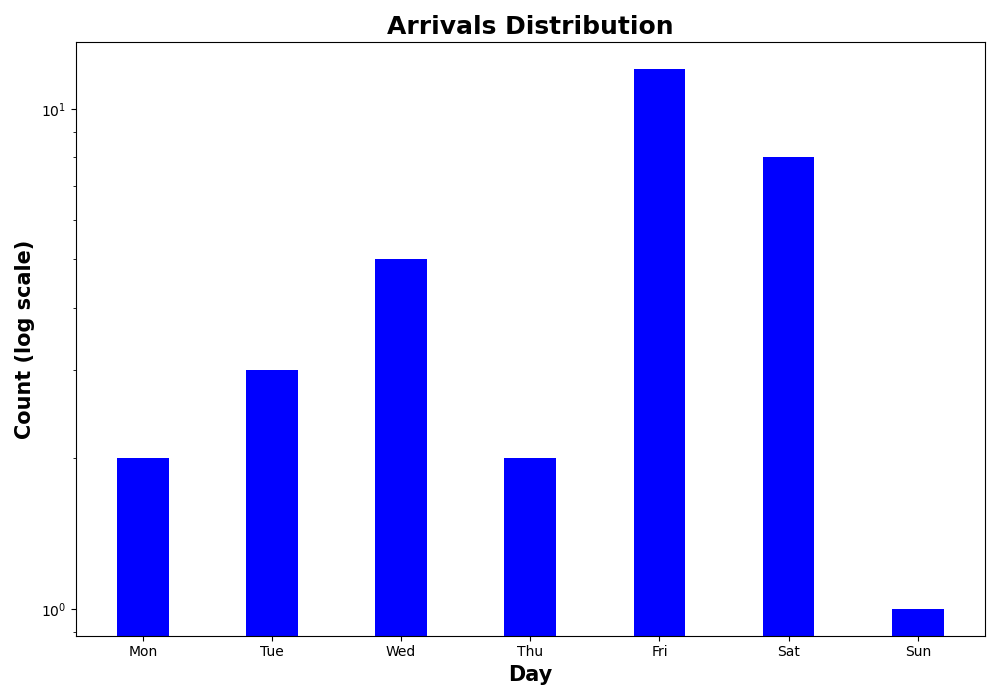 Arrivals Distribution
Count (log scale)
10¹
10⁰
Mon Tue Wed Thu Fri Sat Sun
Day